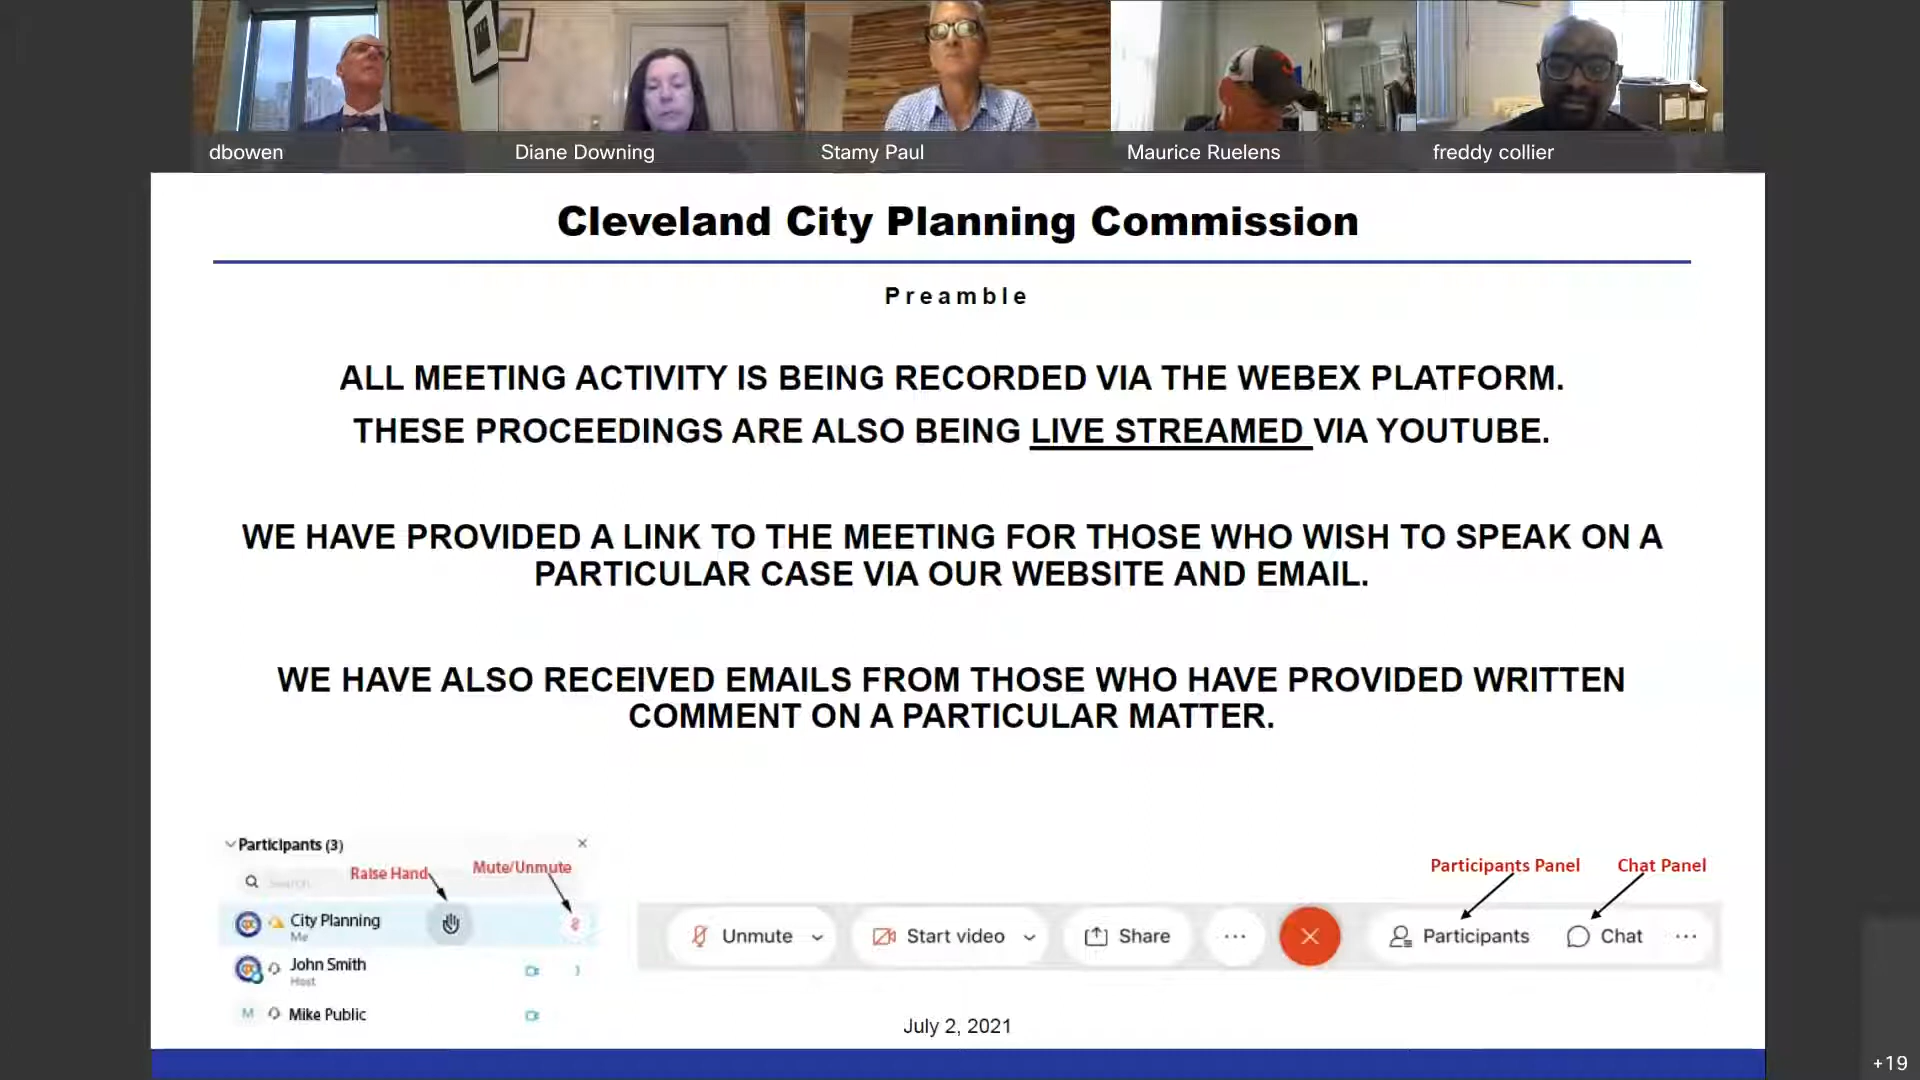 dbowen
Diane Downing
Stamy Paul
Maurice Ruelens
freddy collier
Cleveland City Planning Commission
Preamble
ALL MEETING ACTIVITY IS BEING RECORDED VIA THE WEBEX PLATFORM.
THESE PROCEEDINGS ARE ALSO BEING LIVE STREAMED VIA YOUTUBE.
WE HAVE PROVIDED A LINK TO THE MEETING FOR THOSE WHO WISH TO SPEAK ON A
PARTICULAR CASE VIA OUR WEBSITE AND EMAIL.
WE HAVE ALSO RECEIVED EMAILS FROM THOSE WHO HAVE PROVIDED WRITTEN
COMMENT ON A PARTICULAR MATTER.
Participants (3)
Raise Hand
Mute/Unmute
Search
City Planning
Me
John Smith
Host
M Mike Public
Participants Panel
Chat Panel
Unmute
Start video
Share
Participants
Chat
July 2, 2021
+19